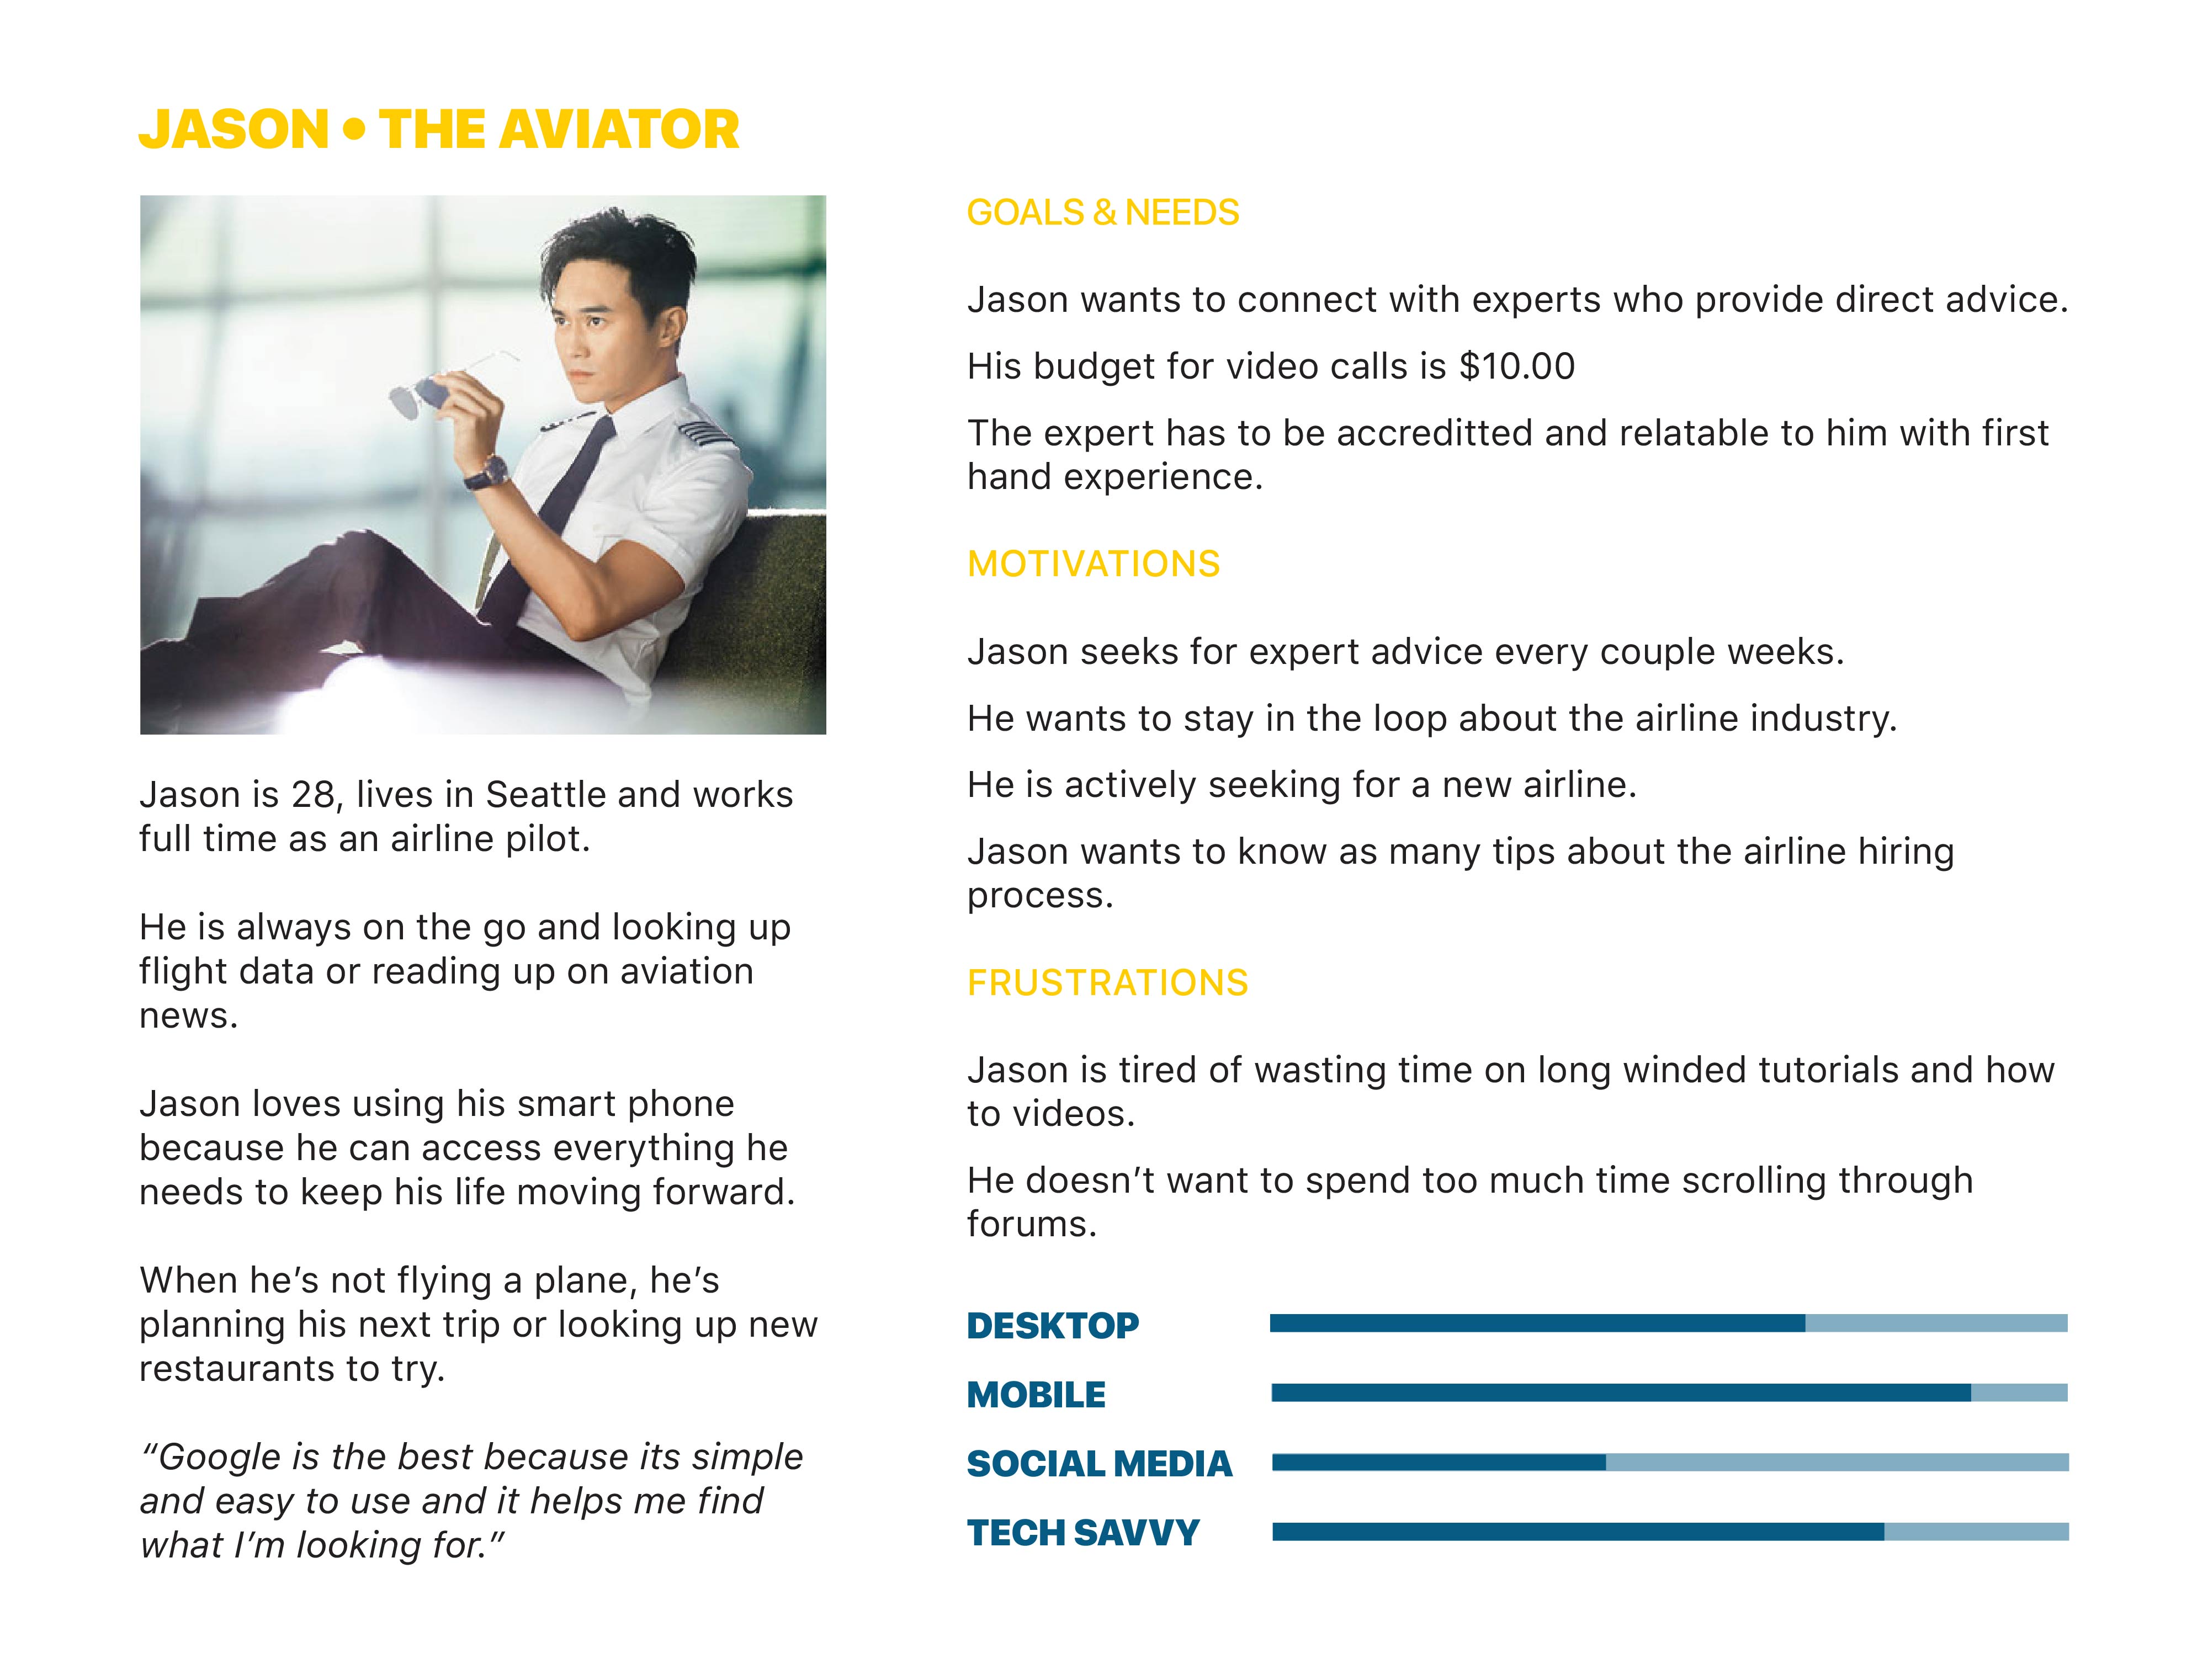 JASON • THE AVIATOR
Jason is 28, lives in Seattle and works
full time as an airline pilot.
He is always on the go and looking up
flight data or reading up on aviation
news.
Jason loves using his smart phone
because he can access everything he
needs to keep his life moving forward.
When he’s not flying a plane, he’s
planning his next trip or looking up new
restaurants to try.
“Google is the best because its simple
and easy to use and it helps me find
what I’m looking for.”
GOALS & NEEDS
Jason wants to connect with experts who provide direct advice.
His budget for video calls is $10.00
The expert has to be accreditted and relatable to him with first
hand experience.
MOTIVATIONS
Jason seeks for expert advice every couple weeks.
He wants to stay in the loop about the airline industry.
He is actively seeking for a new airline.
Jason wants to know as many tips about the airline hiring
process.
FRUSTRATIONS
Jason is tired of wasting time on long winded tutorials and how
to videos.
He doesn’t want to spend too much time scrolling through
forums.
DESKTOP
MOBILE
SOCIAL MEDIA
TECH SAVVY